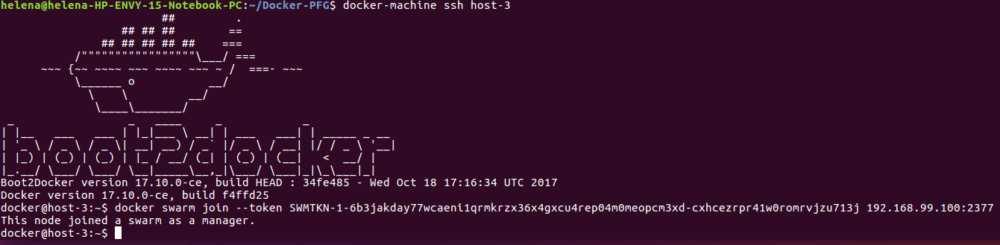 helena@helena-HP-ENVY-15-Notebook-PC:~/Docker-PFG$ docker-machine ssh host-3
                        ##         .
                  ## ## ##        ==
               ## ## ## ## ##    ===
           /"""""""""""""""""\___/ ===
      ~~~ {~~ ~~~~ ~~~ ~~~~ ~~~ ~ /  ===- ~~~
           \______ o           __/
             \    \         __/
              \____\_______/
 _                 _   ____     _            _
| |__   ___   ___ | |_|___ \ __| | ___   ___| | _____ _ __
| '_ \ / _ \ / _ \| __| __) / _` |/ _ \ / __| |/ / _ \ '__|
| |_) | (_) | (_) | |_ / __/ (_| | (_) | (__|   <  __/ |
|_.__/ \___/ \___/ \__|_____\__,_|\___/ \___|_|\_\___|_|
Boot2Docker version 17.10.0-ce, build HEAD : 34fe485 - Wed Oct 18 17:16:34 UTC 2017
Docker version 17.10.0-ce, build f4ffd25
docker@host-3:~$ docker swarm join --token SWMTKN-1-6b3jakday77wcaeni1qrmkrzx36x4gxcu4rep04m0meopcm3xd-cxhcezrpr41w0romrvjzu713j 192.168.99.100:2377
This node joined a swarm as a manager.
docker@host-3:~$